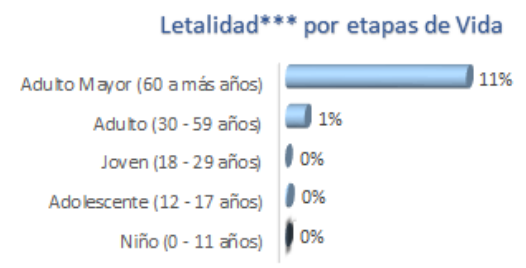 Letalidad*** por etapas de Vida
Adulto Mayor (60 a más años) 11%
Adulto (30 - 59 años) 1%
Joven (18 - 29 años) 0%
Adolescente (12 - 17 años) 0%
Niño (0 - 11 años) 0%